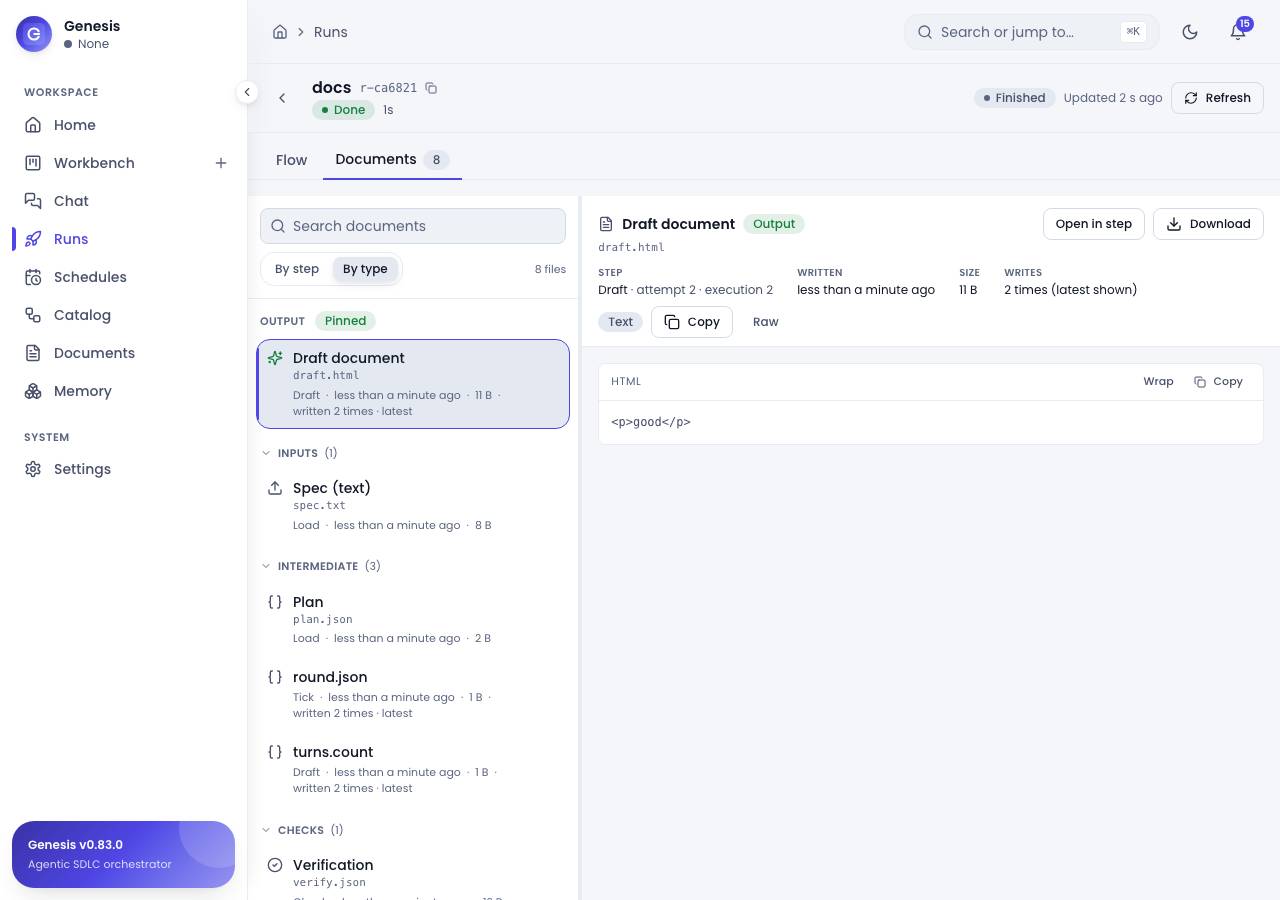 Genesis
None
WORKSPACE
Home
Workbench
Chat
Runs
Schedules
Catalog
Documents
Memory
SYSTEM
Settings
Genesis v0.83.0
Agentic SDLC orchestrator
Runs
Search or jump to...
⌘K
15
docs r-ca6821
Done 1s
Finished Updated 2 s ago Refresh
Flow Documents 8
Search documents
By step By type 8 files
OUTPUT Pinned
Draft document
draft.html
Draft · less than a minute ago · 11 B ·
written 2 times · latest
INPUTS (1)
Spec (text)
spec.txt
Load · less than a minute ago · 8 B
INTERMEDIATE (3)
Plan
plan.json
Load · less than a minute ago · 2 B
round.json
Tick · less than a minute ago · 1 B ·
written 2 times · latest
turns.count
Draft · less than a minute ago · 1 B ·
written 2 times · latest
CHECKS (1)
Verification
verify.json
Draft document Output Open in step Download
draft.html
STEP WRITTEN SIZE WRITES
Draft · attempt 2 · execution 2 less than a minute ago 11 B 2 times (latest shown)
Text Copy Raw
HTML Wrap Copy
<p>good</p>